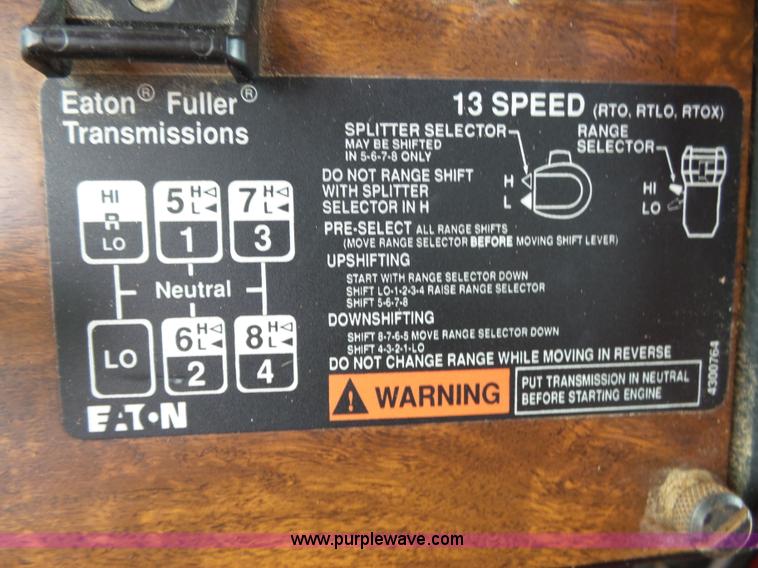 Eaton® Fuller®
Transmissions
13 SPEED (RTO, RTLO, RTOX)
SPLITTER SELECTOR
MAY BE SHIFTED
IN 5-6-7-8 ONLY
RANGE
SELECTOR
DO NOT RANGE SHIFT
WITH SPLITTER
SELECTOR IN H
H
L
HI
LO
PRE-SELECT ALL RANGE SHIFTS
(MOVE RANGE SELECTOR BEFORE MOVING SHIFT LEVER)
UPSHIFTING
START WITH RANGE SELECTOR DOWN
SHIFT LO-1-2-3-4 RAISE RANGE SELECTOR
SHIFT 5-6-7-8
DOWNSHIFTING
SHIFT 8-7-6-5 MOVE RANGE SELECTOR DOWN
SHIFT 4-3-2-1-LO
DO NOT CHANGE RANGE WHILE MOVING IN REVERSE
WARNING
PUT TRANSMISSION IN NEUTRAL
BEFORE STARTING ENGINE
4300764
HI
R
LO
5 H
L
1
7 H
L
3
Neutral
LO
6 H
L
2
8 H
L
4
EATON
www.purplewave.com